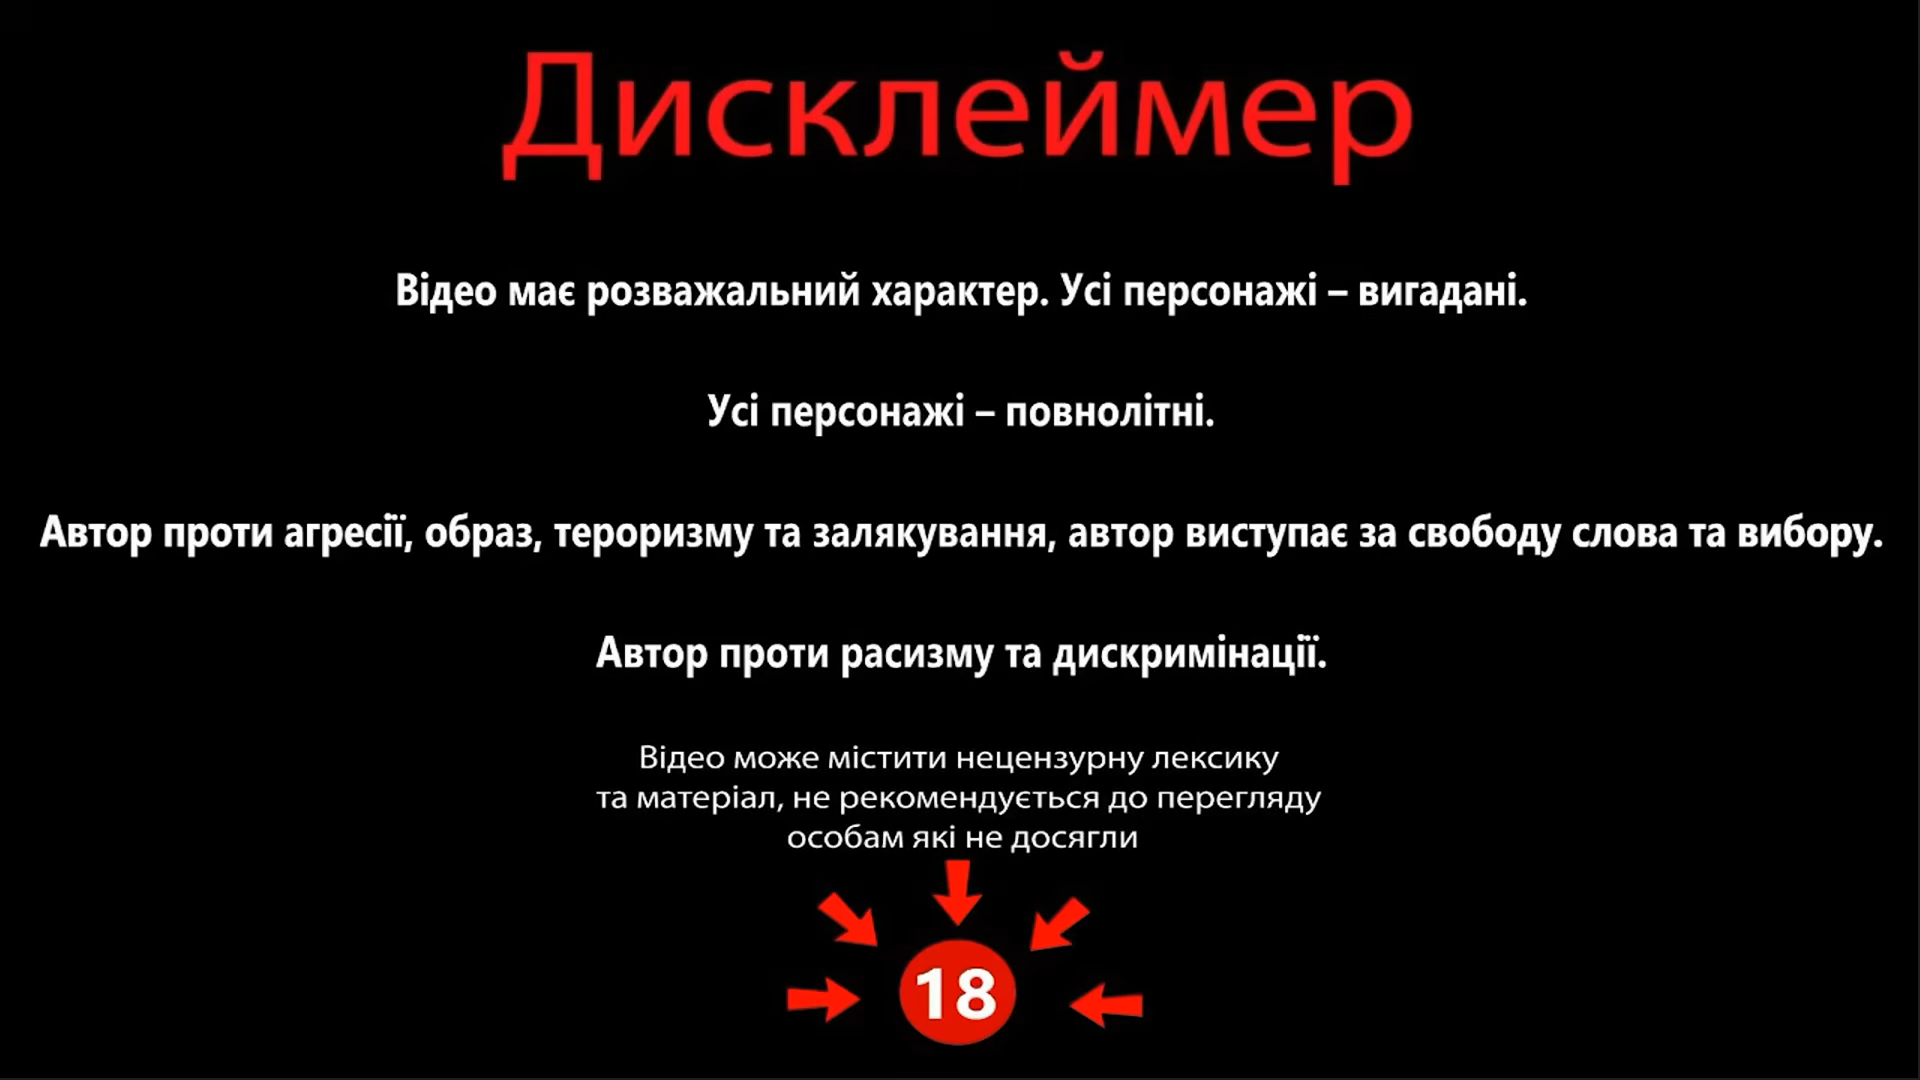 Дисклеймер
Відео має розважальний характер. Усі персонажі – вигадані.
Усі персонажі – повнолітні.
Автор проти агресії, образ, тероризму та залякування, автор виступає за свободу слова та вибору.
Автор проти расизму та дискримінації.
Відео може містити нецензурну лексику
та матеріал, не рекомендується до перегляду
особам які не досягли
18